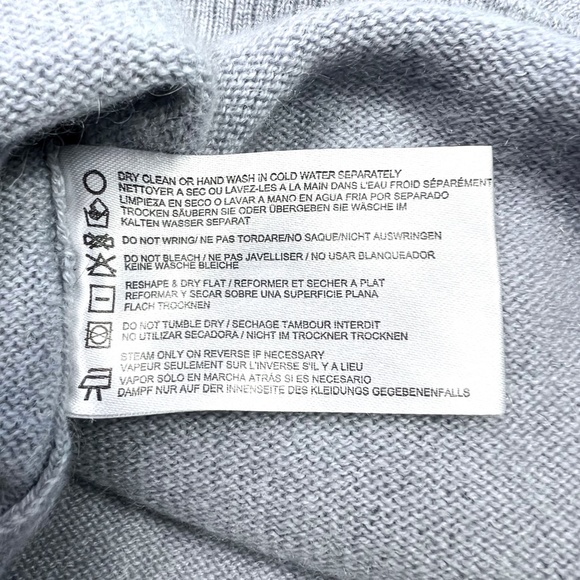 DRY CLEAN OR HAND WASH IN COLD WATER SEPARATELY
NETTOYER A SEC OU LAVEZ-LES A LA MAIN DANS L'EAU FROID SÉPARÉMENT
LIMPIEZA EN SECO O LAVAR A MANO EN AGUA FRIA POR SEPARADO
TROCKEN SÄUBERN SIE ODER ÜBERGEBEN SIE WÄSCHE IM
KALTEN WASSER SEPARAT
DO NOT WRING/ NE PAS TORDARE/NO SAQUE/NICHT AUSWRINGEN
DO NOT BLEACH / NE PAS JAVELLISER / NO USAR BLANQUEADOR
KEINE WÄSCHE BLEICHE
RESHAPE & DRY FLAT / RÉFORMER ET SÉCHER A PLAT
REFORMAR Y SECAR SOBRE UNA SUPERFICIE PLANA
FLACH TROCKNEN
DO NOT TUMBLE DRY / SECHAGE TAMBOUR INTERDIT
NO UTILIZAR SECADORA / NICHT IM TROCKNER TROCKNEN
STEAM ONLY ON REVERSE IF NECESSARY
VAPEUR SEULEMENT SUR L'INVERSE S'IL Y A LIEU
VAPOR SÓLO EN MARCHA ATRÁS SI ES NECESARIO
DAMPF NUR AUF DER INNENSEITE DES KLEIDUNGS GEGEBENENFALLS